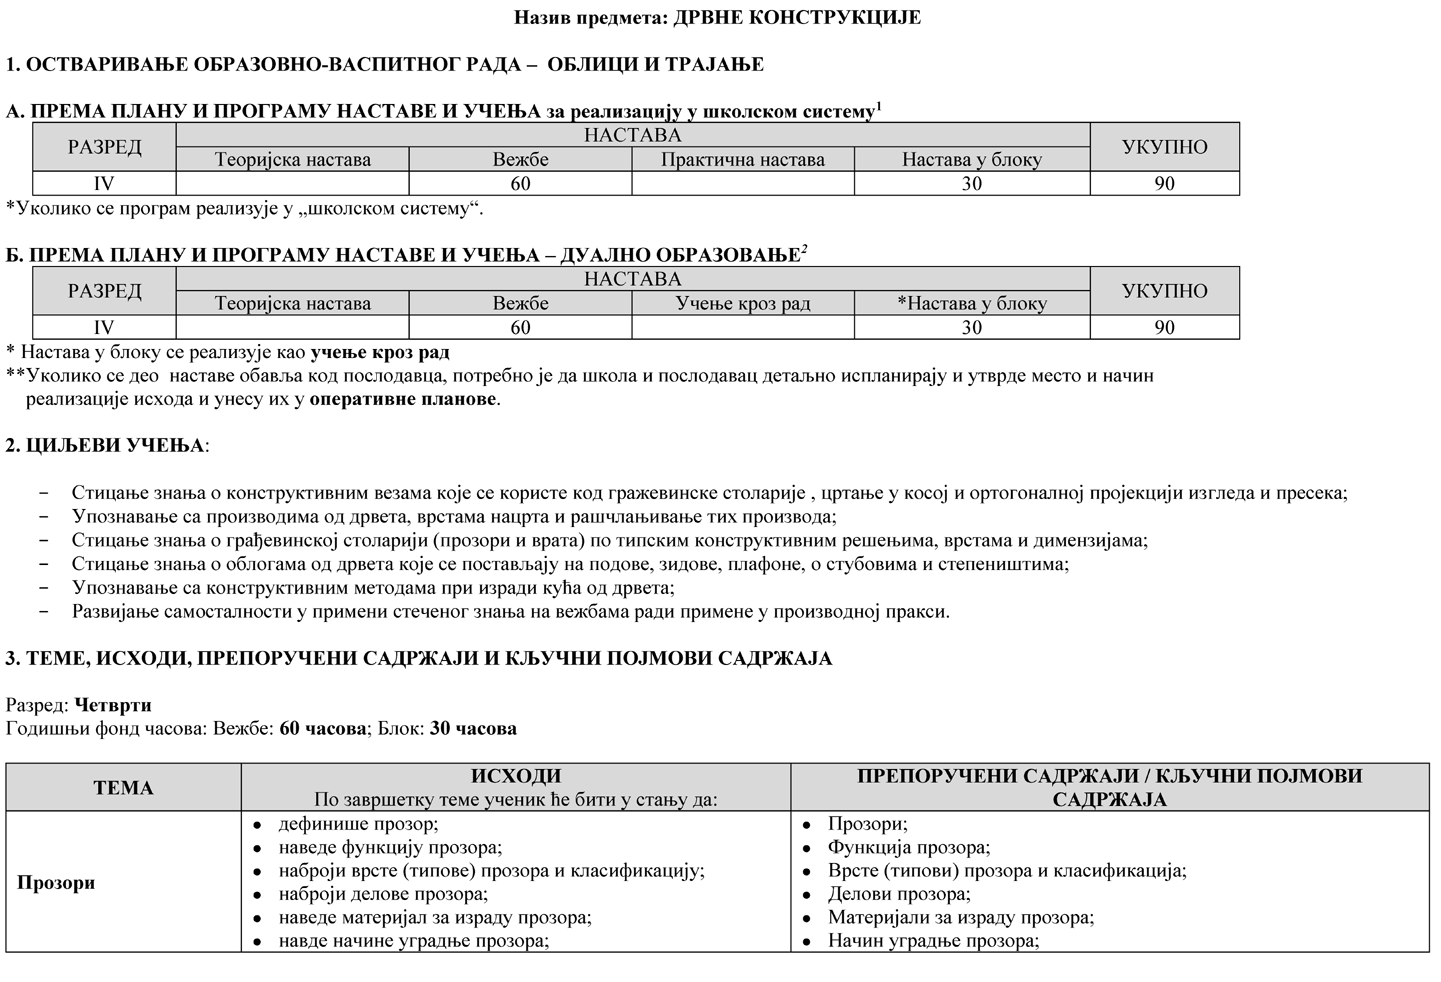 Назив предмета: ДРВНЕ КОНСТРУКЦИЈЕ
1. ОСТВАРИВАЊЕ ОБРАЗОВНО-ВАСПИТНОГ РАДА – ОБЛИЦИ И ТРАЈАЊЕ
А. ПРЕМА ПЛАНУ И ПРОГРАМУ НАСТАВЕ И УЧЕЊА за реализацију у школском систему1
РАЗРЕД НАСТАВА УКУПНО
Теоријска настава Вежбе Практична настава Настава у блоку
IV 60 30 90
*Уколико се програм реализује у „школском систему“.
Б. ПРЕМА ПЛАНУ И ПРОГРАМУ НАСТАВЕ И УЧЕЊА – ДУАЛНО ОБРАЗОВАЊЕ2
РАЗРЕД НАСТАВА УКУПНО
Теоријска настава Вежбе Учење кроз рад *Настава у блоку
IV 60 30 90
* Настава у блоку се реализује као учење кроз рад
**Уколико се део наставе обавља код послодавца, потребно је да школа и послодавац детаљно испланирају и утврде место и начин
реализације исхода и унесу их у оперативне планове.
2. ЦИЉЕВИ УЧЕЊА:
– Стицање знања о конструктивним везама које се користе код гражевинске столарије , цртање у косој и ортогоналној пројекцији изгледа и пресека;
– Упознавање са производима од дрвета, врстама нацрта и рашчлањивање тих производа;
– Стицање знања о грађевинској столарији (прозори и врата) по типским конструктивним решењима, врстама и димензијама;
– Стицање знања о облогама од дрвета које се постављају на подове, зидове, плафоне, о стубовима и степеништима;
– Упознавање са конструктивним методама при изради кућа од дрвета;
– Развијање самосталности у примени стеченог знања на вежбама ради примене у производној пракси.
3. ТЕМЕ, ИСХОДИ, ПРЕПОРУЧЕНИ САДРЖАЈИ И КЉУЧНИ ПОЈМОВИ САДРЖАЈА
Разред: Четврти
Годишњи фонд часова: Вежбе: 60 часова; Блок: 30 часова
ТЕМА
ИСХОДИ
По завршетку теме ученик ће бити у стању да:
ПРЕПОРУЧЕНИ САДРЖАЈИ / КЉУЧНИ ПОЈМОВИ
САДРЖАЈА
Прозори
• дефинише прозор;
• наведе функцију прозора;
• наброји врсте (типове) прозора и класификацију;
• наброји делове прозора;
• наведе материјал за израду прозора;
• навде начине уградње прозора;
• Прозори;
• Функција прозора;
• Врсте (типови) прозора и класификација;
• Делови прозора;
• Материјали за израду прозора;
• Начин уградње прозора;